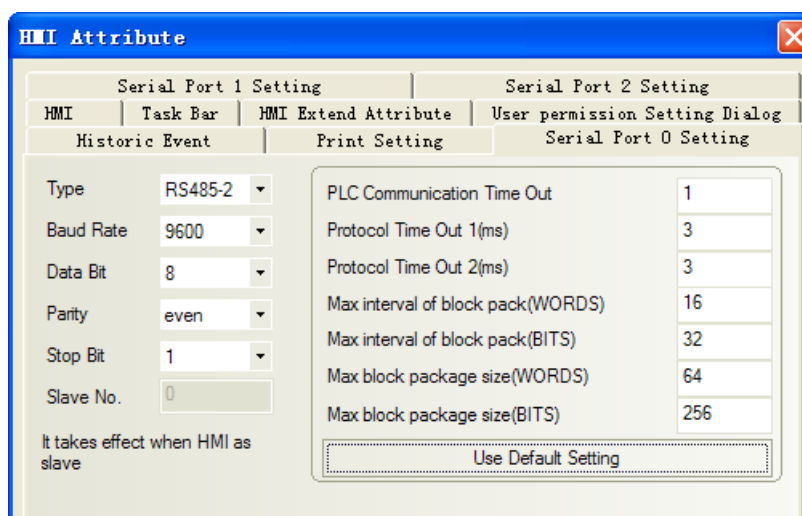 HMI Attribute
Serial Port 1 Setting Serial Port 2 Setting
HMI Task Bar HMI Extend Attribute User permission Setting Dialog
Historic Event Print Setting Serial Port 0 Setting
Type RS485-2
Baud Rate 9600
Data Bit 8
Parity even
Stop Bit 1
Slave No. 0
It takes effect when HMI as
slave
PLC Communication Time Out 1
Protocol Time Out 1(ms) 3
Protocol Time Out 2(ms) 3
Max interval of block pack(WORDS) 16
Max interval of block pack(BITS) 32
Max block package size(WORDS) 64
Max block package size(BITS) 256
Use Default Setting